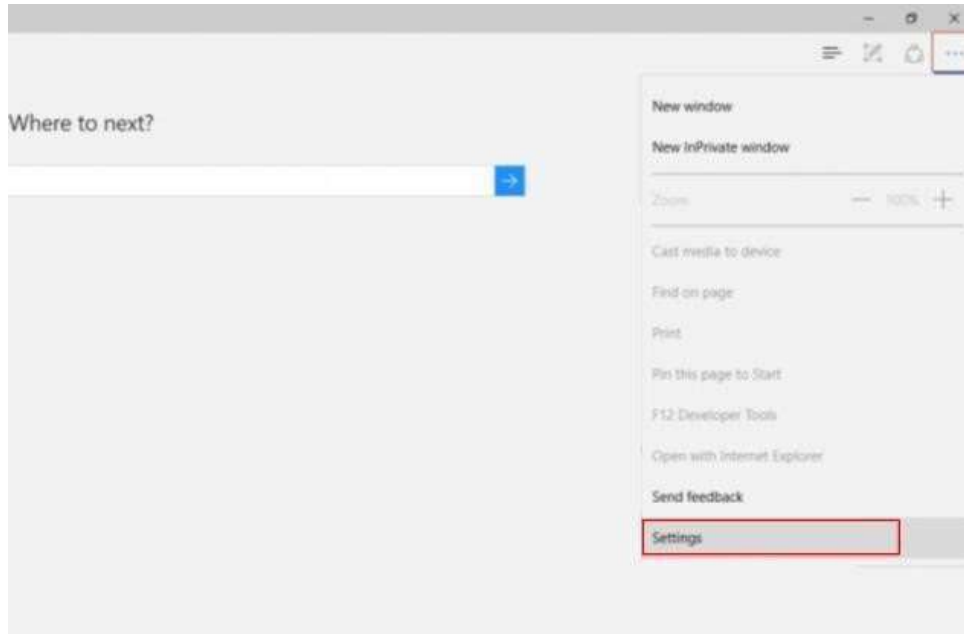 Where to next?
New window
New InPrivate window
Zoom 100%
Cast media to device
Find on page
Print
Pin this page to Start
F12 Developer Tools
Open with Internet Explorer
Send feedback
Settings